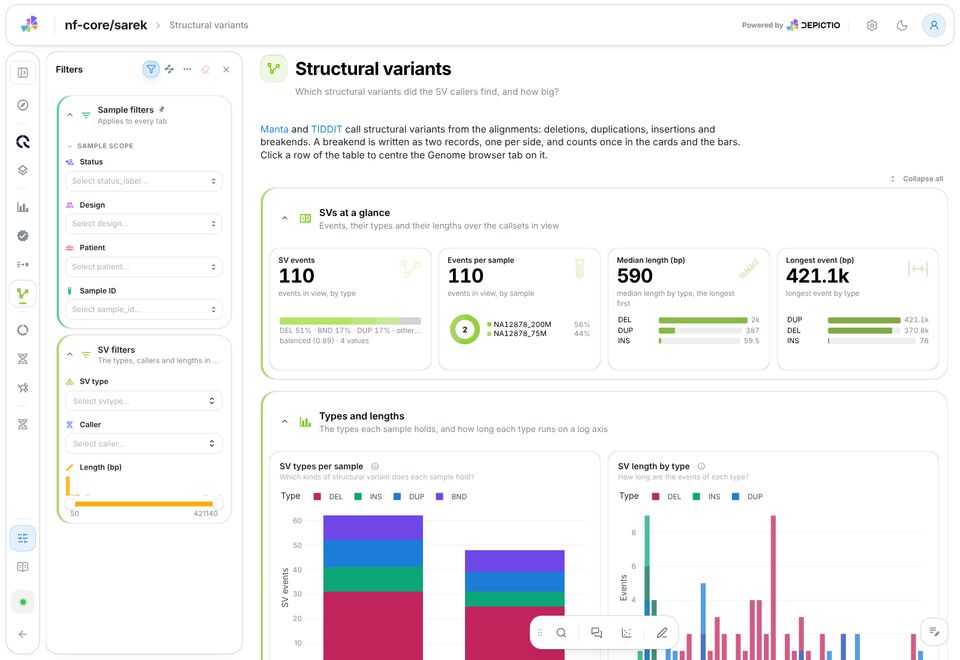 nf-core/sarek > Structural variants
Powered by DEPICTIO
Filters
Sample filters
Applies to every tab
SAMPLE SCOPE
Status
Select status_label...
Design
Select design...
Patient
Select patient...
Sample ID
Select sample_id...
SV filters
The types, callers and lengths in ...
SV type
Select svtype...
Caller
Select caller...
Length (bp)
50 421140
Structural variants
Which structural variants did the SV callers find, and how big?
Manta and TIDDIT call structural variants from the alignments: deletions, duplications, insertions and
breakends. A breakend is written as two records, one per side, and counts once in the cards and the bars.
Click a row of the table to centre the Genome browser tab on it.
Collapse all
SVs at a glance
Events, their types and their lengths over the callsets in view
SV events
110
events in view, by type
DEL 51% · BND 17% · DUP 17% · other...
balanced (0.89) · 4 values
Events per sample
110
events in view, by sample
2
NA12878_200M 56%
NA12878_75M 44%
Median length (bp)
590
median length by type, the longest
first
DEL 2k
DUP 387
INS 59.5
Longest event (bp)
421.1k
longest event by type
DUP 421.1k
DEL 370.8k
INS 76
Types and lengths
The types each sample holds, and how long each type runs on a log axis
SV types per sample
Which kinds of structural variant does each sample hold?
Type DEL INS DUP BND
60
50
40
30
20
10
SV events
SV length by type
How long are the events of each type?
Type DEL INS DUP
8
6
4
Events